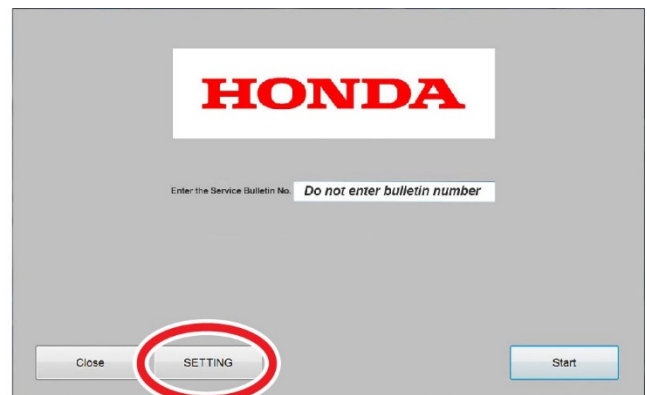 HONDA
Enter the Service Bulletin No. Do not enter bulletin number
Close SETTING Start